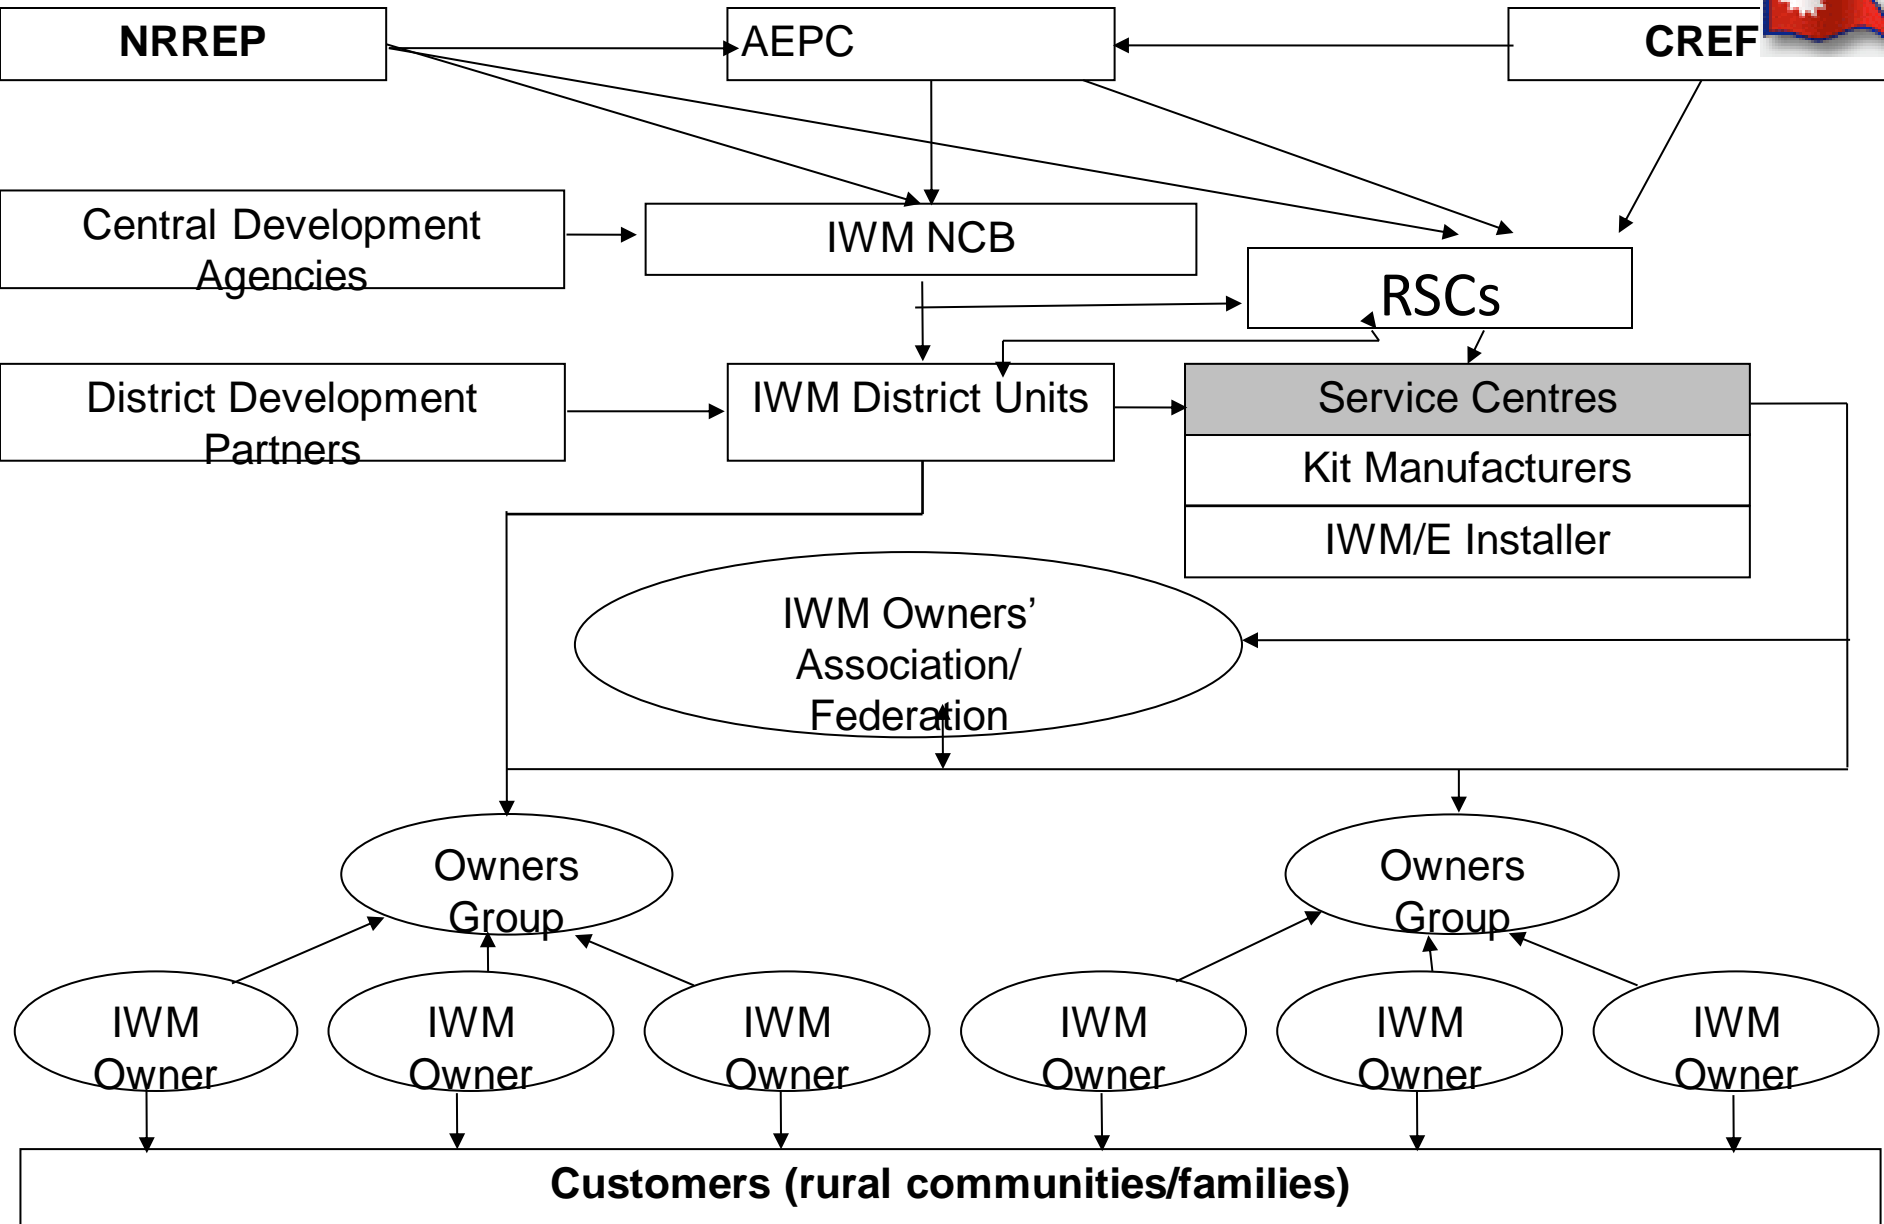 NRREP
AEPC
CREF
Central Development
Agencies
IWM NCB
RSCs
District Development
Partners
IWM District Units
Service Centres
Kit Manufacturers
IWM/E Installer
IWM Owners’
Association/
Federation
Owners
Group
Owners
Group
IWM
Owner
IWM
Owner
IWM
Owner
IWM
Owner
IWM
Owner
IWM
Owner
Customers (rural communities/families)